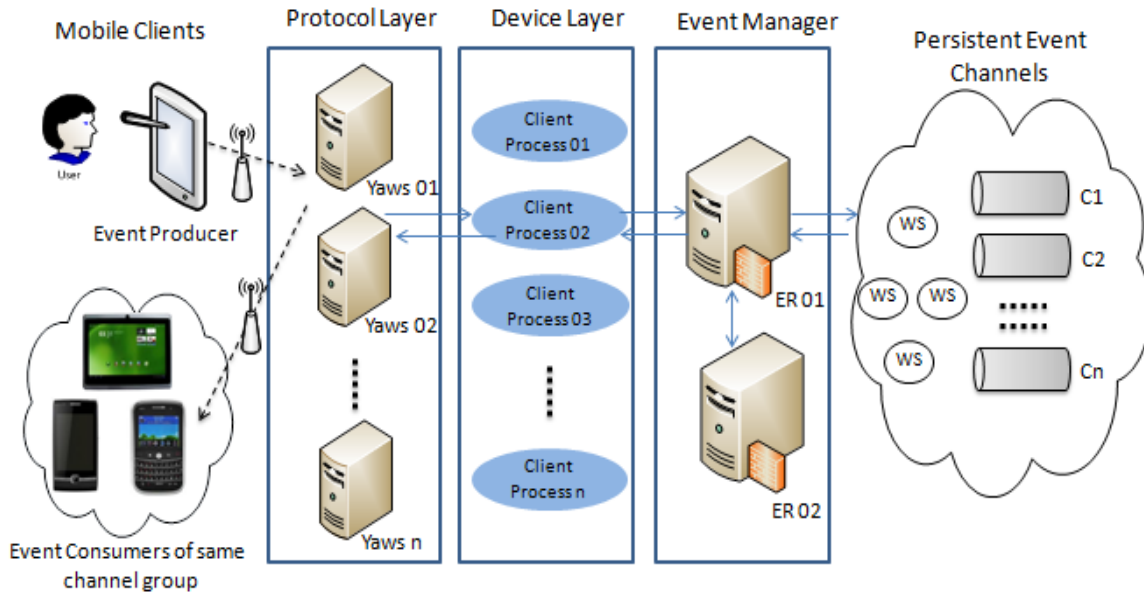 Mobile Clients
User
Event Producer
Event Consumers of same
channel group
Protocol Layer
Yaws 01
Yaws 02
Yaws n
Device Layer
Client
Process 01
Client
Process 02
Client
Process 03
Client
Process n
Event Manager
ER 01
ER 02
Persistent Event
Channels
WS
WS
WS
WS
C1
C2
Cn